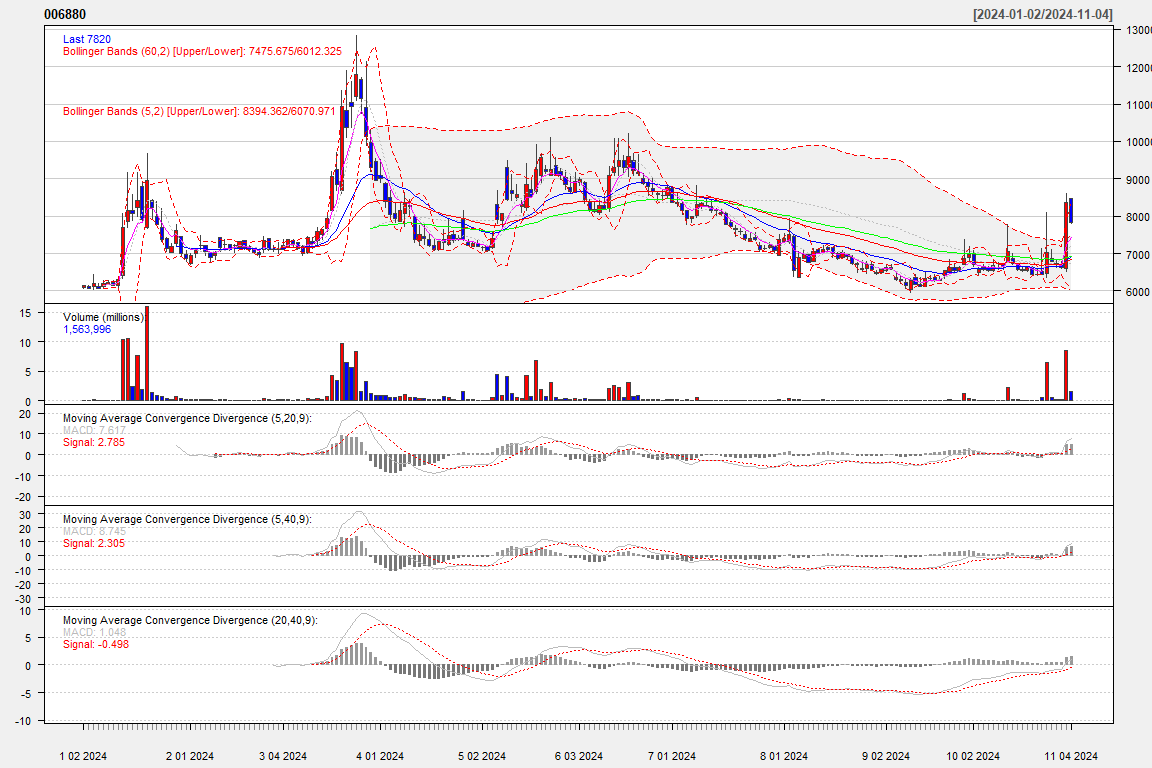 006880 [2024-01-02/2024-11-04]
Last 7820
Bollinger Bands (60,2) [Upper/Lower]: 7475.675/6012.325
Bollinger Bands (5,2) [Upper/Lower]: 8394.362/6070.971
13000
12000
11000
10000
9000
8000
7000
6000
Volume (millions):
1,563,996
15
10
5
0
Moving Average Convergence Divergence (5,20,9):
MACD: 7.617
Signal: 2.785
20
10
0
-10
-20
Moving Average Convergence Divergence (5,40,9):
MACD: 8.745
Signal: 2.305
30
20
10
0
-10
-20
-30
Moving Average Convergence Divergence (20,40,9):
MACD: 1.048
Signal: -0.498
10
5
0
-5
-10
1 02 2024 2 01 2024 3 04 2024 4 01 2024 5 02 2024 6 03 2024 7 01 2024 8 01 2024 9 02 2024 10 02 2024 11 04 2024